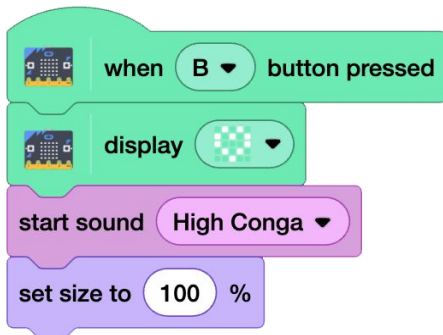 when B button pressed
display
start sound High Conga
set size to 100 %